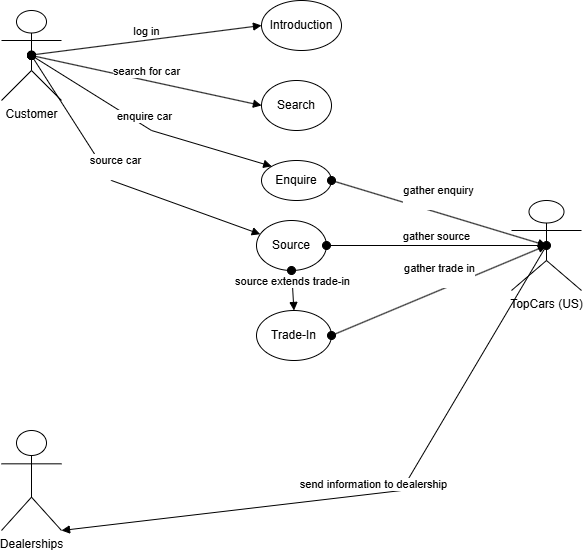 log in
Introduction
search for car
Search
Customer
enquire car
source car
Enquire
gather enquiry
Source
gather source
gather trade in
source extends trade-in
TopCars (US)
Trade-In
send information to dealership
Dealerships